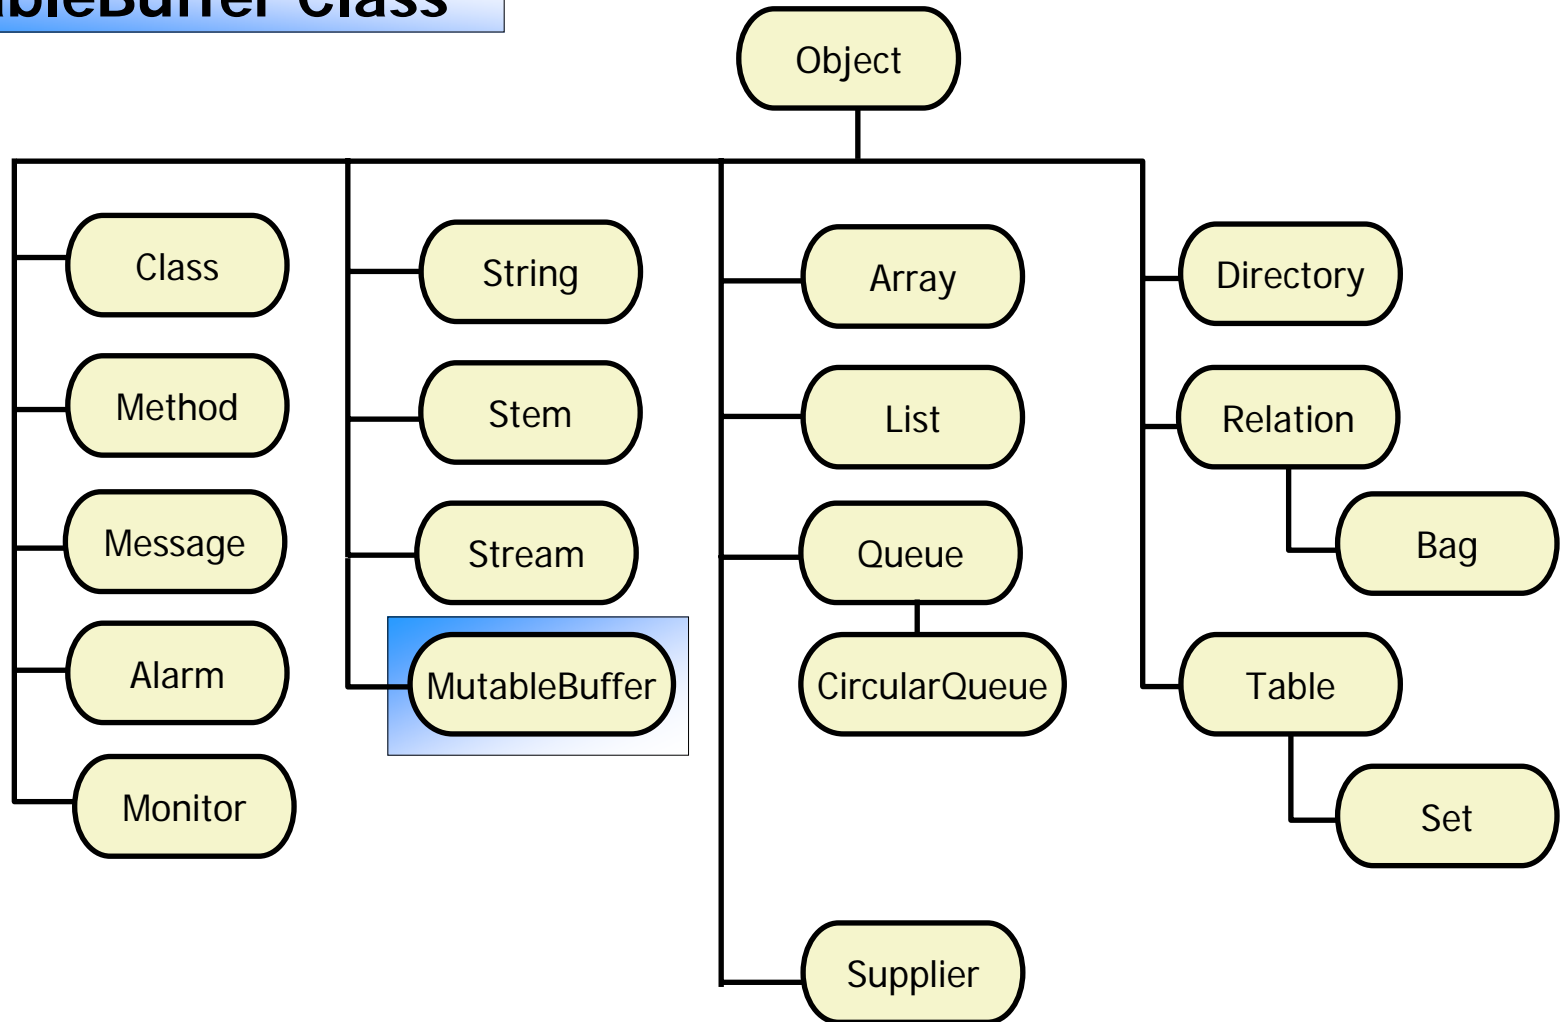 Class
Object
Class
Method
Message
Alarm
Monitor
String
Stem
Stream
MutableBuffer
Array
List
Queue
CircularQueue
Supplier
Directory
Relation
Bag
Table
Set